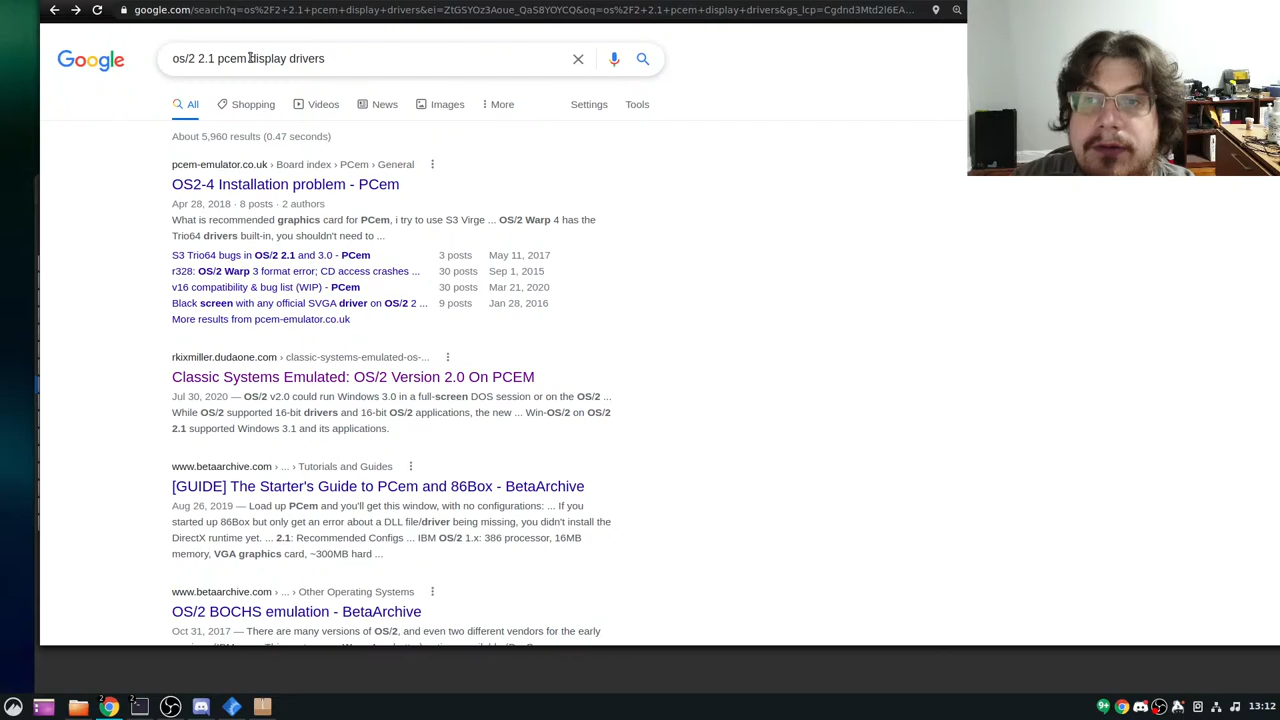 google.com/search?q=os%2F2+2.1+pcem+display+drivers&ei=ZtGSYOz3Aoue_QaS8YOYCQ&oq=os%2F2+2.1+pcem+display+drivers&gs_lcp=Cgdnd3Mtd2l6EA...
Google
os/2 2.1 pcem display drivers
All Shopping Videos News Images More Settings Tools
About 5,960 results (0.47 seconds)
pcem-emulator.co.uk › Board index › PCem › General
OS2-4 Installation problem - PCem
Apr 28, 2018 · 8 posts · 2 authors
What is recommended graphics card for PCem, i try to use S3 Virge ... OS/2 Warp 4 has the
Trio64 drivers built-in, you shouldn't need to ...
S3 Trio64 bugs in OS/2 2.1 and 3.0 - PCem 3 posts May 11, 2017
r328: OS/2 Warp 3 format error; CD access crashes ... 30 posts Sep 1, 2015
v16 compatibility & bug list (WIP) - PCem 30 posts Mar 21, 2020
Black screen with any official SVGA driver on OS/2 2 ... 9 posts Jan 28, 2016
More results from pcem-emulator.co.uk
rkixmiller.dudaone.com › classic-systems-emulated-os-...
Classic Systems Emulated: OS/2 Version 2.0 On PCEM
Jul 30, 2020 — OS/2 v2.0 could run Windows 3.0 in a full-screen DOS session or on the OS/2 ...
While OS/2 supported 16-bit drivers and 16-bit OS/2 applications, the new ... Win-OS/2 on OS/2
2.1 supported Windows 3.1 and its applications.
www.betaarchive.com › ... › Tutorials and Guides
[GUIDE] The Starter's Guide to PCem and 86Box - BetaArchive
Aug 26, 2019 — Load up PCem and you'll get this window, with no configurations: ... If you
started up 86Box but only get an error about a DLL file/driver being missing, you didn't install the
DirectX runtime yet. ... 2.1: Recommended Configs ... IBM OS/2 1.x: 386 processor, 16MB
memory, VGA graphics card, ~300MB hard ...
www.betaarchive.com › ... › Other Operating Systems
OS/2 BOCHS emulation - BetaArchive
Oct 31, 2017 — There are many versions of OS/2, and even two different vendors for the early
2
2
9+
13:12